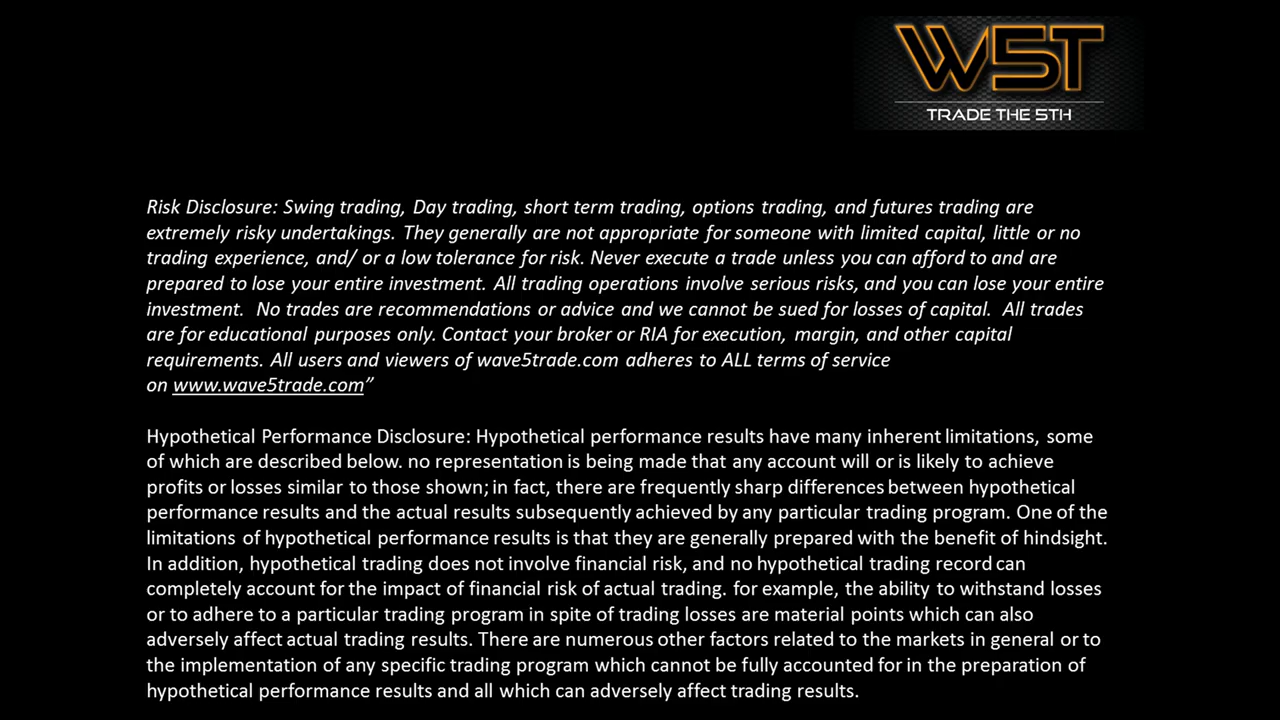 W5T
TRADE THE 5TH
Risk Disclosure: Swing trading, Day trading, short term trading, options trading, and futures trading are
extremely risky undertakings. They generally are not appropriate for someone with limited capital, little or no
trading experience, and/ or a low tolerance for risk. Never execute a trade unless you can afford to and are
prepared to lose your entire investment. All trading operations involve serious risks, and you can lose your entire
investment. No trades are recommendations or advice and we cannot be sued for losses of capital. All trades
are for educational purposes only. Contact your broker or RIA for execution, margin, and other capital
requirements. All users and viewers of wave5trade.com adheres to ALL terms of service
on www.wave5trade.com”
Hypothetical Performance Disclosure: Hypothetical performance results have many inherent limitations, some
of which are described below. no representation is being made that any account will or is likely to achieve
profits or losses similar to those shown; in fact, there are frequently sharp differences between hypothetical
performance results and the actual results subsequently achieved by any particular trading program. One of the
limitations of hypothetical performance results is that they are generally prepared with the benefit of hindsight.
In addition, hypothetical trading does not involve financial risk, and no hypothetical trading record can
completely account for the impact of financial risk of actual trading. for example, the ability to withstand losses
or to adhere to a particular trading program in spite of trading losses are material points which can also
adversely affect actual trading results. There are numerous other factors related to the markets in general or to
the implementation of any specific trading program which cannot be fully accounted for in the preparation of
hypothetical performance results and all which can adversely affect trading results.